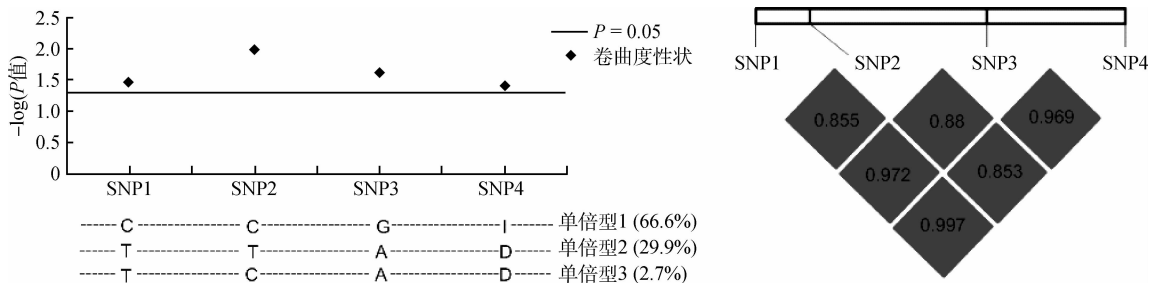 2.5
2.0
1.5
1.0
0.5
0
−log(P值)
P = 0.05
卷曲度性状
SNP1 SNP2 SNP3 SNP4
C C G I 单倍型1 (66.6%)
T T A D 单倍型2 (29.9%)
T C A D 单倍型3 (2.7%)
SNP1 SNP2 SNP3 SNP4
0.855 0.88 0.969
0.972 0.853
0.997